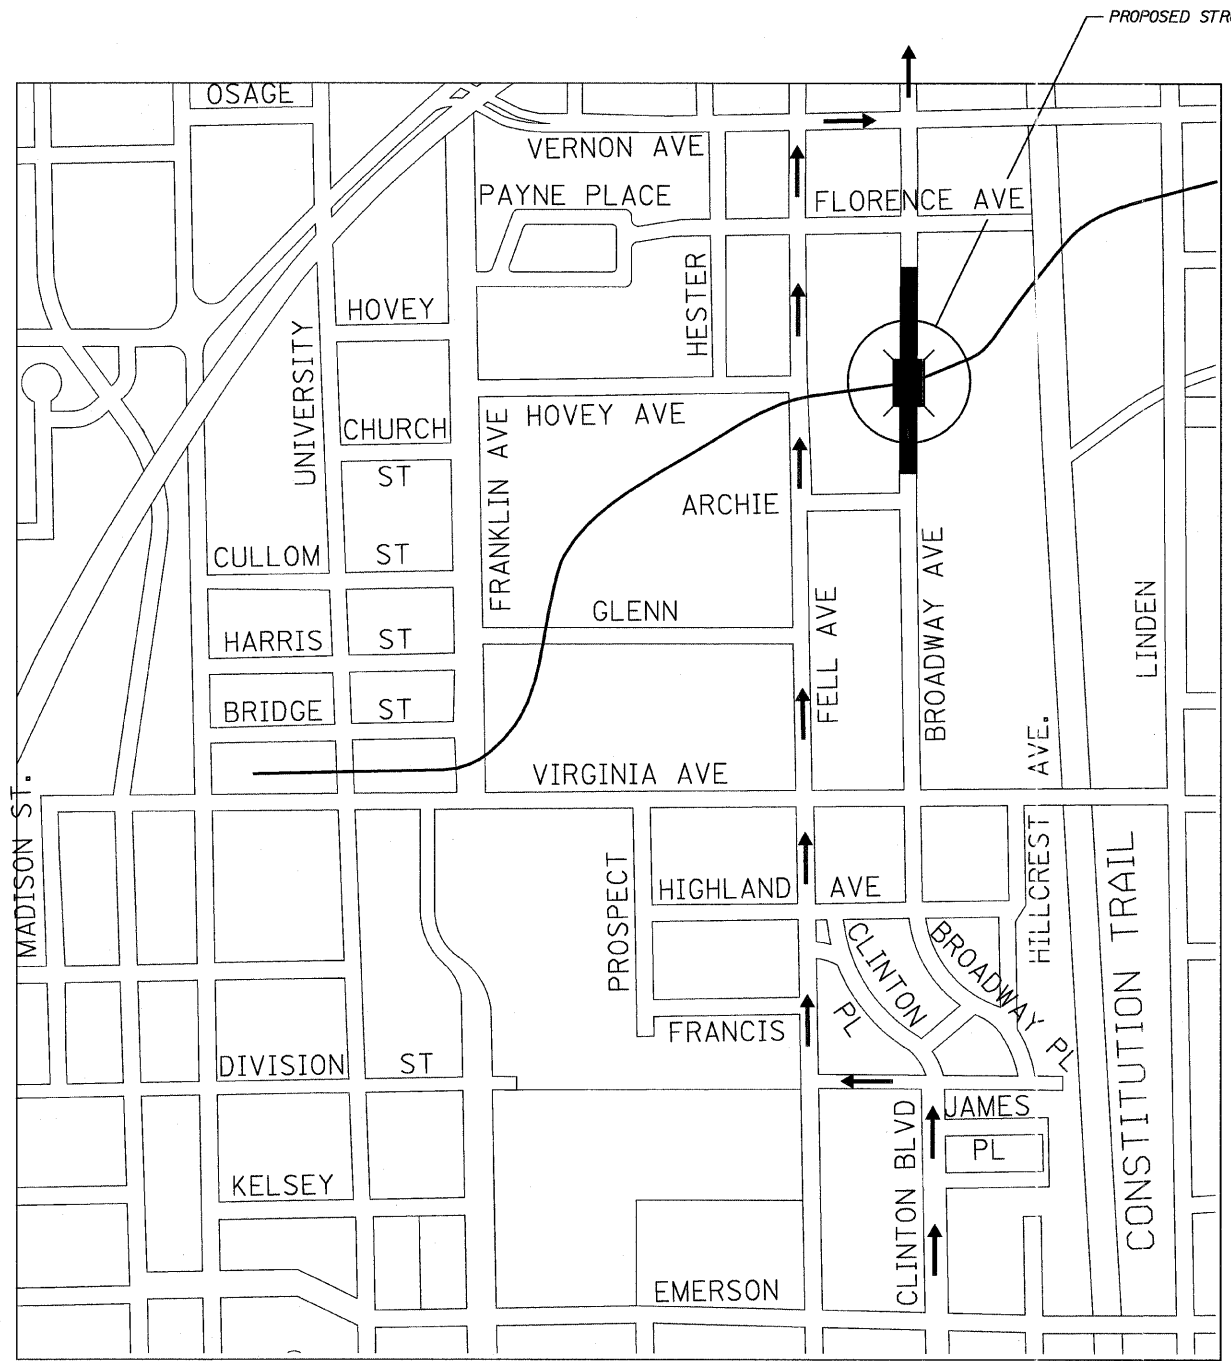 PROPOSED
OSAGE
VERNON AVE
PAYNE PLACE
FLORENCE AVE
HESTER
HOVEY
UNIVERSITY
CHURCH
ST
FRANKLIN AVE
HOVEY AVE
ARCHIE
CULLOM ST
GLENN
HARRIS ST
FELL AVE
BROADWAY AVE
LINDEN
BRIDGE ST
VIRGINIA AVE
MADISON ST.
PROSPECT
HIGHLAND AVE
HILLCREST AVE.
CONSTITUTION TRAIL
CLINTON PL
BROADWAY PL
FRANCIS
DIVISION ST
CLINTON BLVD
JAMES
PL
KELSEY
EMERSON